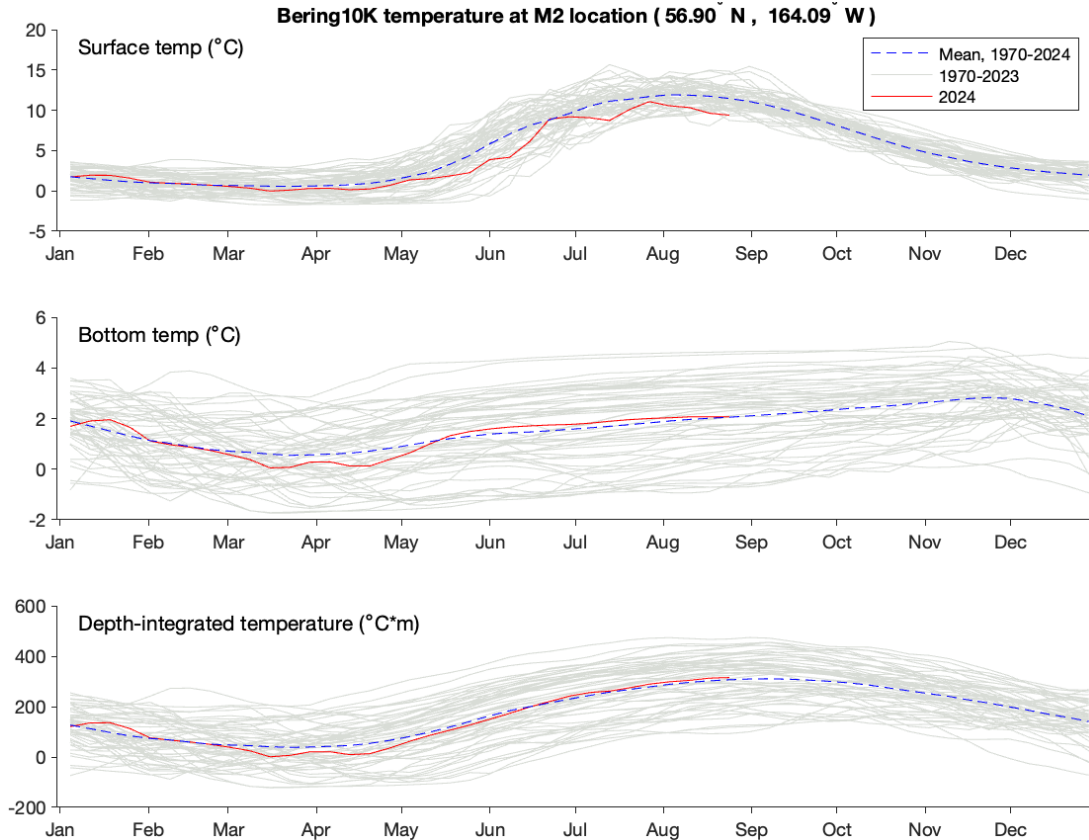 Bering10K temperature at M2 location ( 56.90° N , 164.09° W )
Surface temp (°C)
Mean, 1970-2024
1970-2023
2024
20
15
10
5
0
-5
Jan Feb Mar Apr May Jun Jul Aug Sep Oct Nov Dec
Bottom temp (°C)
6
4
2
0
-2
Jan Feb Mar Apr May Jun Jul Aug Sep Oct Nov Dec
Depth-integrated temperature (°C*m)
600
400
200
0
-200
Jan Feb Mar Apr May Jun Jul Aug Sep Oct Nov Dec